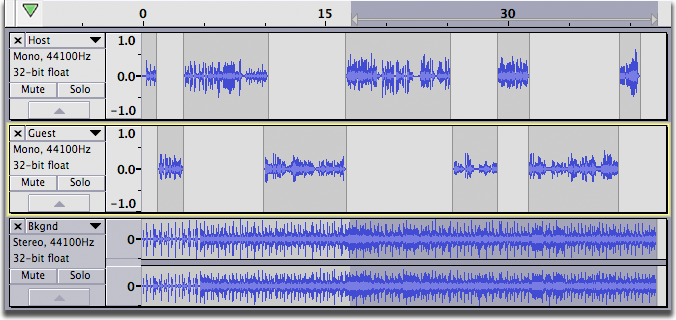 0 15 30
Host
Mono, 44100Hz
32-bit float
Mute Solo
1.0
0.0
-1.0
Guest
Mono, 44100Hz
32-bit float
Mute Solo
1.0
0.0
-1.0
Bkgnd
Stereo, 44100Hz
32-bit float
Mute Solo
0
0